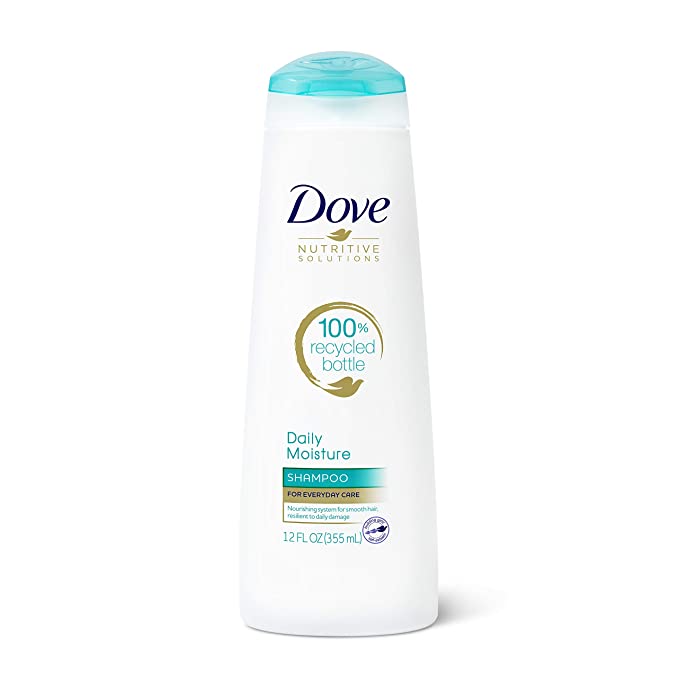 Dove
NUTRITIVE
SOLUTIONS
100%
recycled
bottle
Daily
Moisture
SHAMPOO
FOR EVERYDAY CARE
Nourishing system for smooth hair,
resilient to daily damage
12 FL OZ (355 mL)